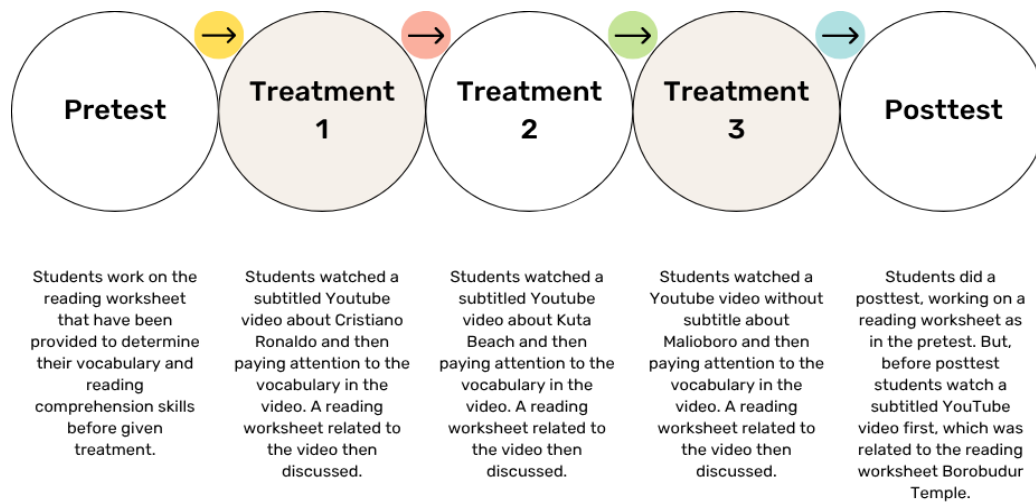 Pretest
Treatment
1
Treatment
2
Treatment
3
Posttest
Students work on the
reading worksheet
that have been
provided to determine
their vocabulary and
reading
comprehension skills
before given
treatment.
Students watched a
subtitled Youtube
video about Cristiano
Ronaldo and then
paying attention to the
vocabulary in the
video. A reading
worksheet related to
the video then
discussed.
Students watched a
subtitled Youtube
video about Kuta
Beach and then
paying attention to the
vocabulary in the
video. A reading
worksheet related to
the video then
discussed.
Students watched a
Youtube video without
subtitle about
Malioboro and then
paying attention to the
vocabulary in the
video. A reading
worksheet related to
the video then
discussed.
Students did a
posttest, working on a
reading worksheet as
in the pretest. But,
before posttest
students watch a
subtitled YouTube
video first, which was
related to the reading
worksheet Borobudur
Temple.